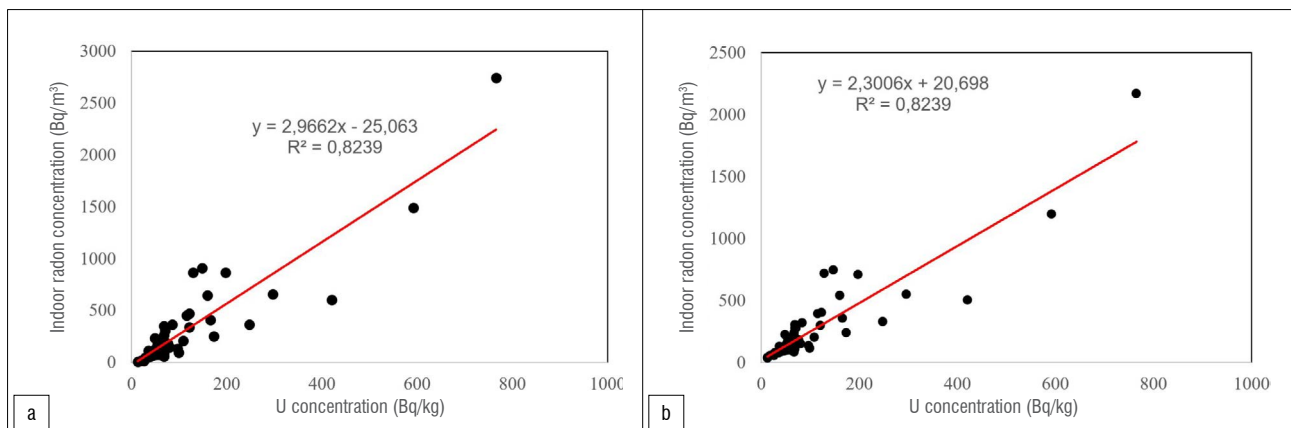 3000
2500
2000
1500
1000
500
0
0 200 400 600 800 1000
Indoor radon concentration (Bq/m³)
y = 2,9662x - 25,063
R² = 0,8239
U concentration (Bq/kg)
a
2500
2000
1500
1000
500
0
0 200 400 600 800 1000
Indoor radon concentration (Bq/m³)
y = 2,3006x + 20,698
R² = 0,8239
U concentration (Bq/kg)
b